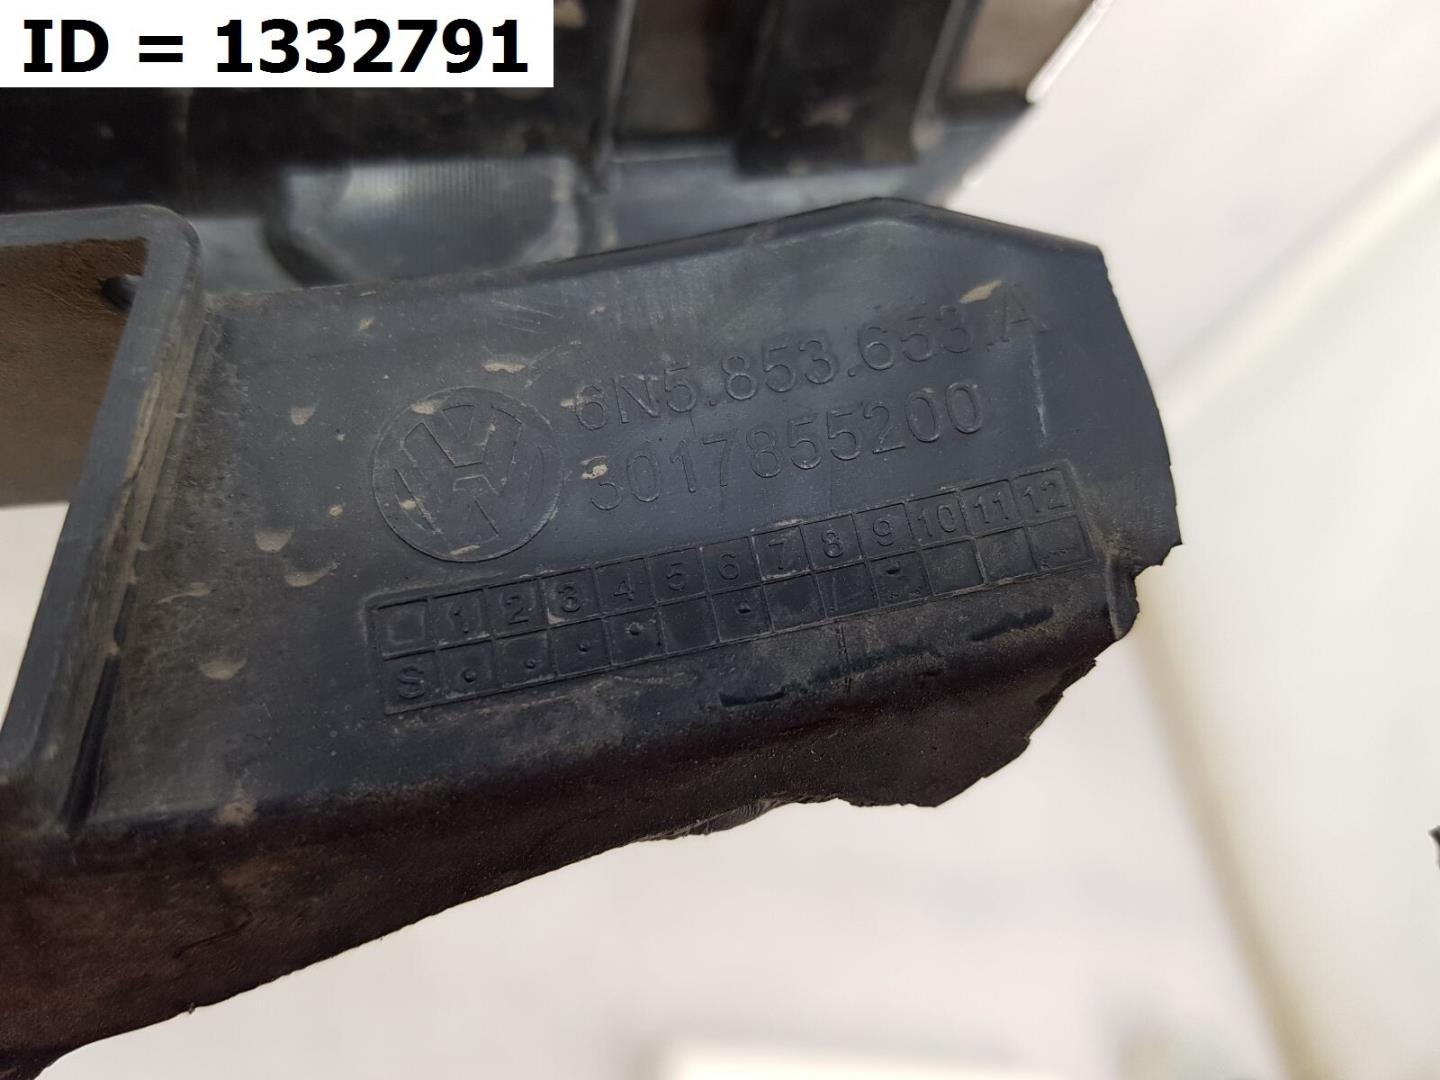 ID = 1332791
6N5.853.653.A
3017855200
1 2 3 4 5 6 7 8 9 10 11 12
S